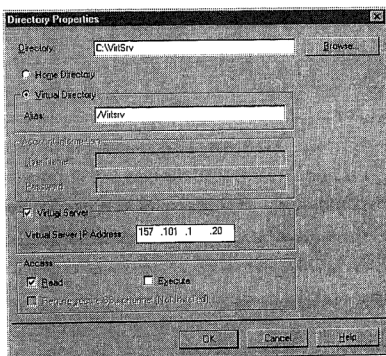 Directory Properties
Directory: C:\VirtSrv Browse...
Home Directory
Virtual Directory
Alias: /Virtsrv
Account Information
User Name:
Password:
Virtual Server
Virtual Server IP Address: 157 .101 .1 .20
Access
Read Execute
OK Cancel Help